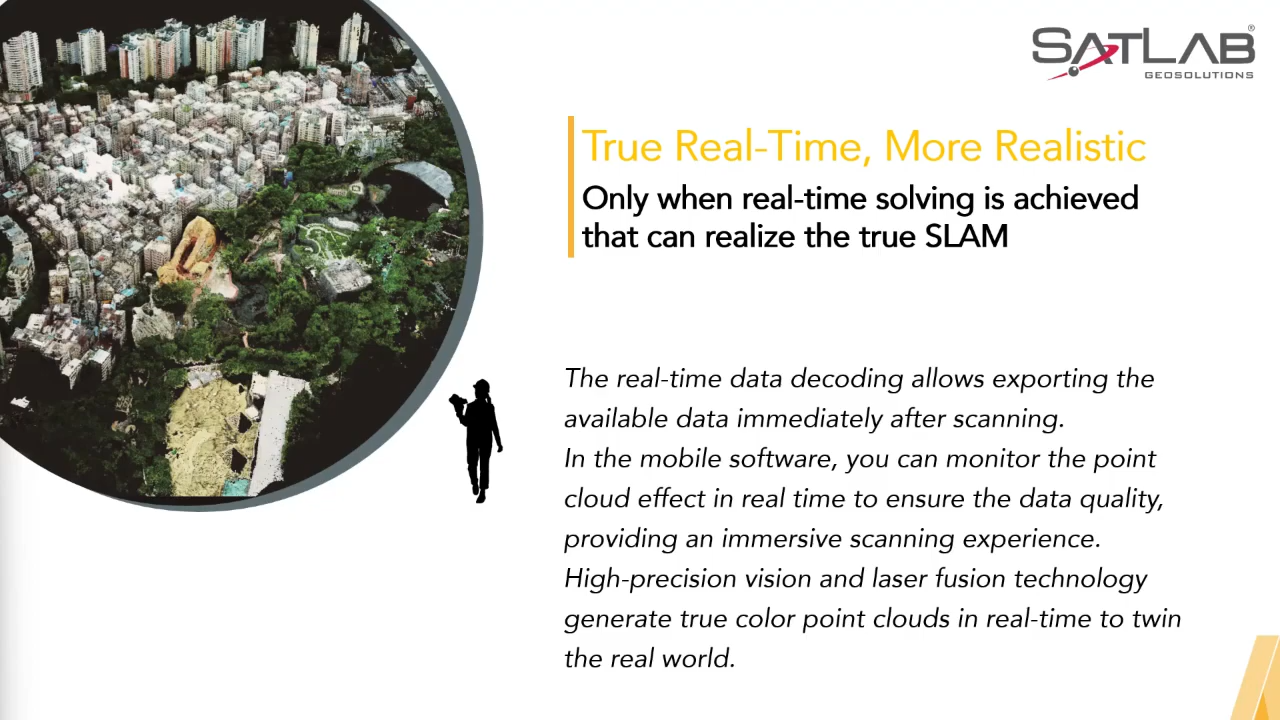 SATLAB®
GEOSOLUTIONS
True Real-Time, More Realistic
Only when real-time solving is achieved
that can realize the true SLAM
The real-time data decoding allows exporting the
available data immediately after scanning.
In the mobile software, you can monitor the point
cloud effect in real time to ensure the data quality,
providing an immersive scanning experience.
High-precision vision and laser fusion technology
generate true color point clouds in real-time to twin
the real world.